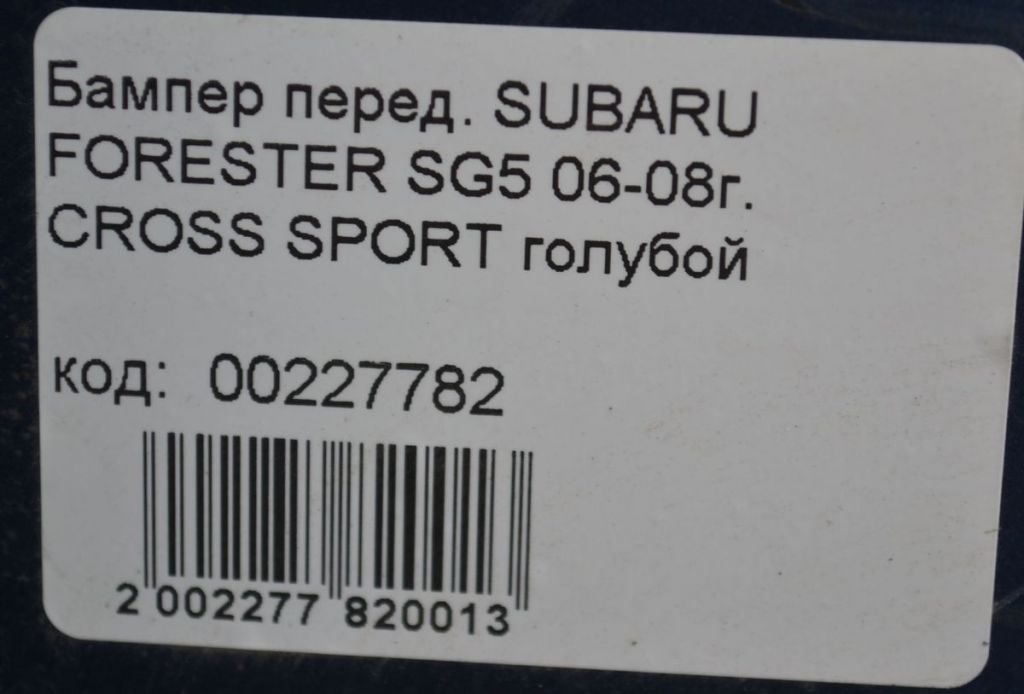 Бампер перед. SUBARU
FORESTER SG5 06-08г.
CROSS SPORT голубой
код: 00227782
2 002277 820013